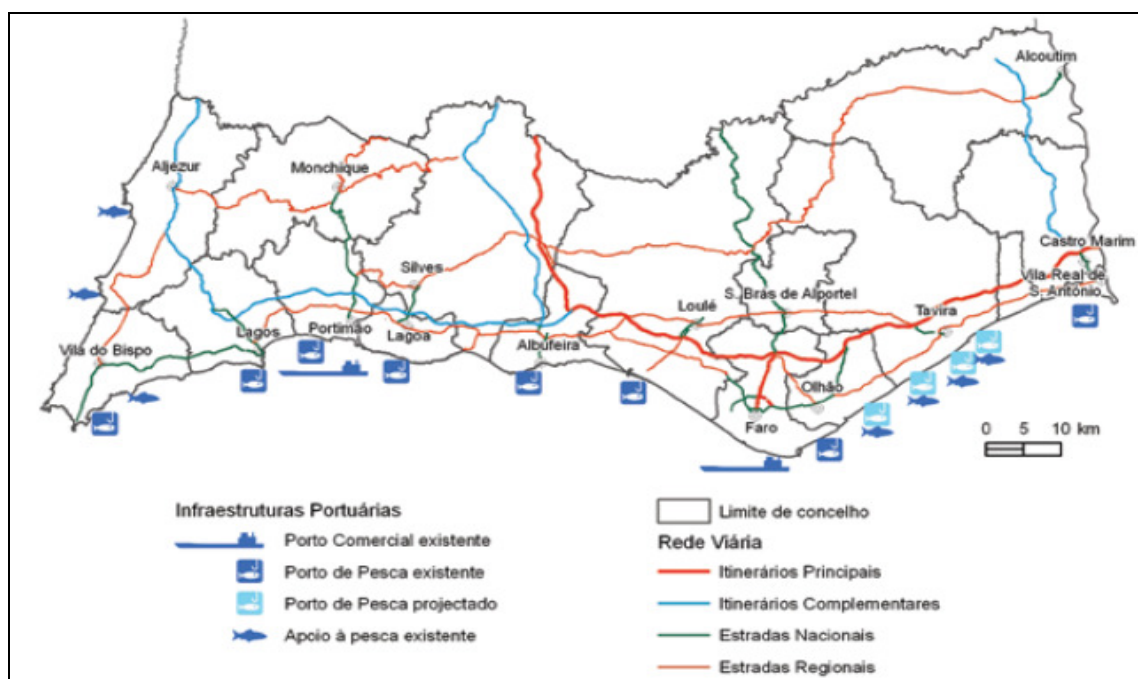 Alcoutim
Aljezur
Monchique
Castro Marim
Silves
Vila Real de
S. António
S. Brás de Alportel
Loulé
Tavira
Lagos
Portimão
Lagoa
Vila do Bispo
Albufeira
Olhão
Faro
0 5 10 km
Infraestruturas Portuárias
Porto Comercial existente
Porto de Pesca existente
Porto de Pesca projectado
Apoio à pesca existente
Limite de concelho
Rede Viária
Itinerários Principais
Itinerários Complementares
Estradas Nacionais
Estradas Regionais